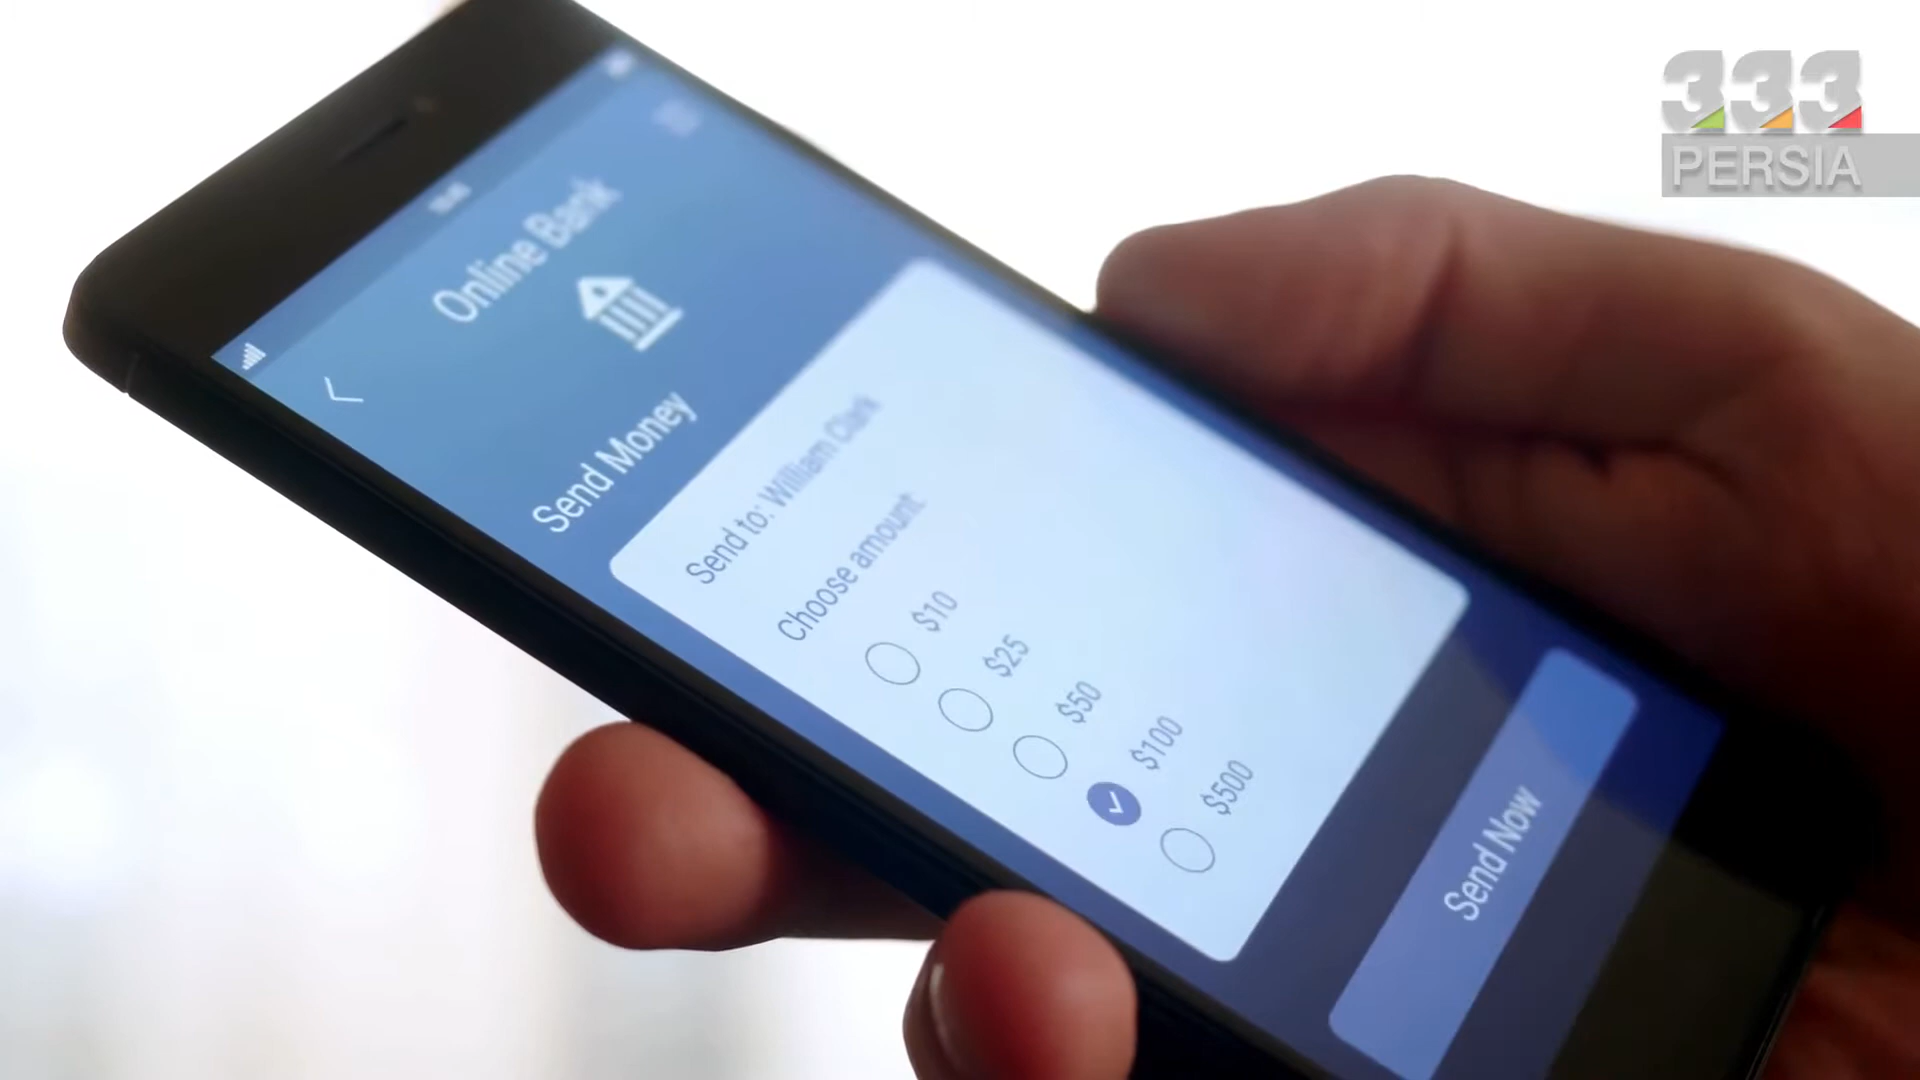 333
PERSIA
Online Bank
Send Money
Send to: William Clark
Choose amount:
$10
$25
$50
$100
$500
Send Now